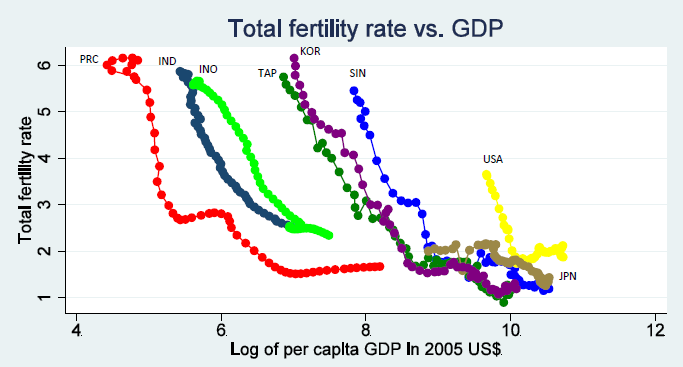 Total fertility rate vs. GDP
KOR
PRC
IND
INO
TAP
SIN
USA
JPN
Total fertility rate
6
5
4
3
2
1
4
6
8
10
12
Log of per capita GDP In 2005 US$